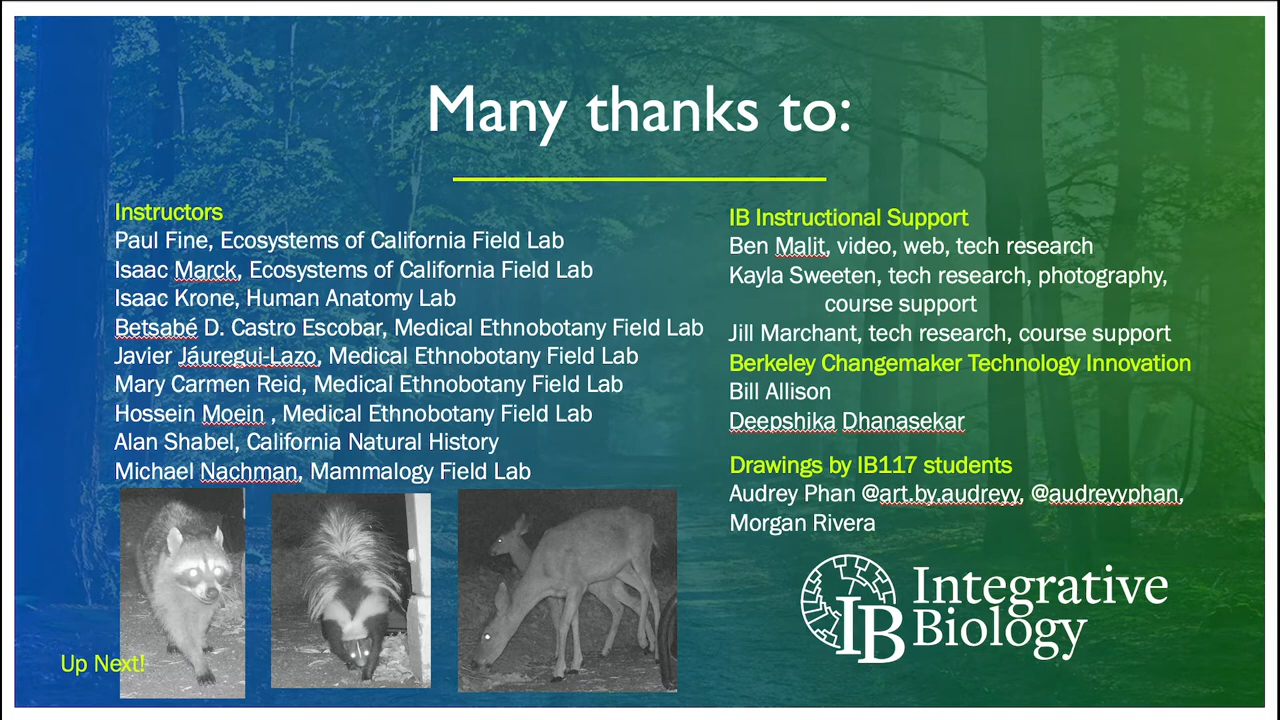 Many thanks to:
Instructors
Paul Fine, Ecosystems of California Field Lab
Isaac Marck, Ecosystems of California Field Lab
Isaac Krone, Human Anatomy Lab
Betsabé D. Castro Escobar, Medical Ethnobotany Field Lab
Javier Jáuregui-Lazo, Medical Ethnobotany Field Lab
Mary Carmen Reid, Medical Ethnobotany Field Lab
Hossein Moein , Medical Ethnobotany Field Lab
Alan Shabel, California Natural History
Michael Nachman, Mammalogy Field Lab
Up Next!
IB Instructional Support
Ben Malit, video, web, tech research
Kayla Sweeten, tech research, photography,
course support
Jill Marchant, tech research, course support
Berkeley Changemaker Technology Innovation
Bill Allison
Deepshika Dhanasekar
Drawings by IB117 students
Audrey Phan @art.by.audreyy, @audreyyphan,
Morgan Rivera
IB
Integrative
Biology